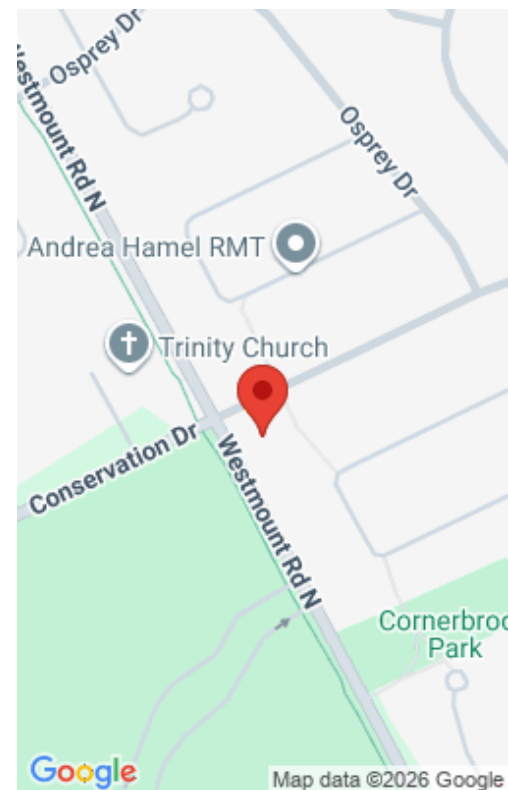 Osprey Dr
Westmount Rd N
Osprey Dr
Andrea Hamel RMT
Trinity Church
Conservation Dr
Westmount Rd N
Cornerbroo
Park
Google
Map data ©2026 Google